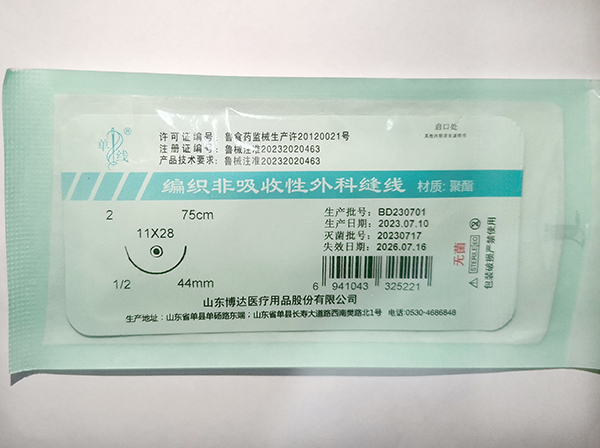 单线®
许可证编号: 鲁食药监械生产许20120021号
注册证编号: 鲁械注准20232020463
产品技术要求: 鲁械注准20232020463
启口处
编织非吸收性外科缝线 材质: 聚酯
2 75cm
11X28
1/2 44mm
生产批号: BD230701
生产日期: 2023.07.10
灭菌批号: 20230717
失效日期: 2026.07.16
6 941043 325221
无菌
STERILE EO
包装破损严禁使用
山东博达医疗用品股份有限公司
生产地址: 山东省单县单砀路东端; 山东省单县长寿大道路西南樊路北1号 电话:0530-4686848